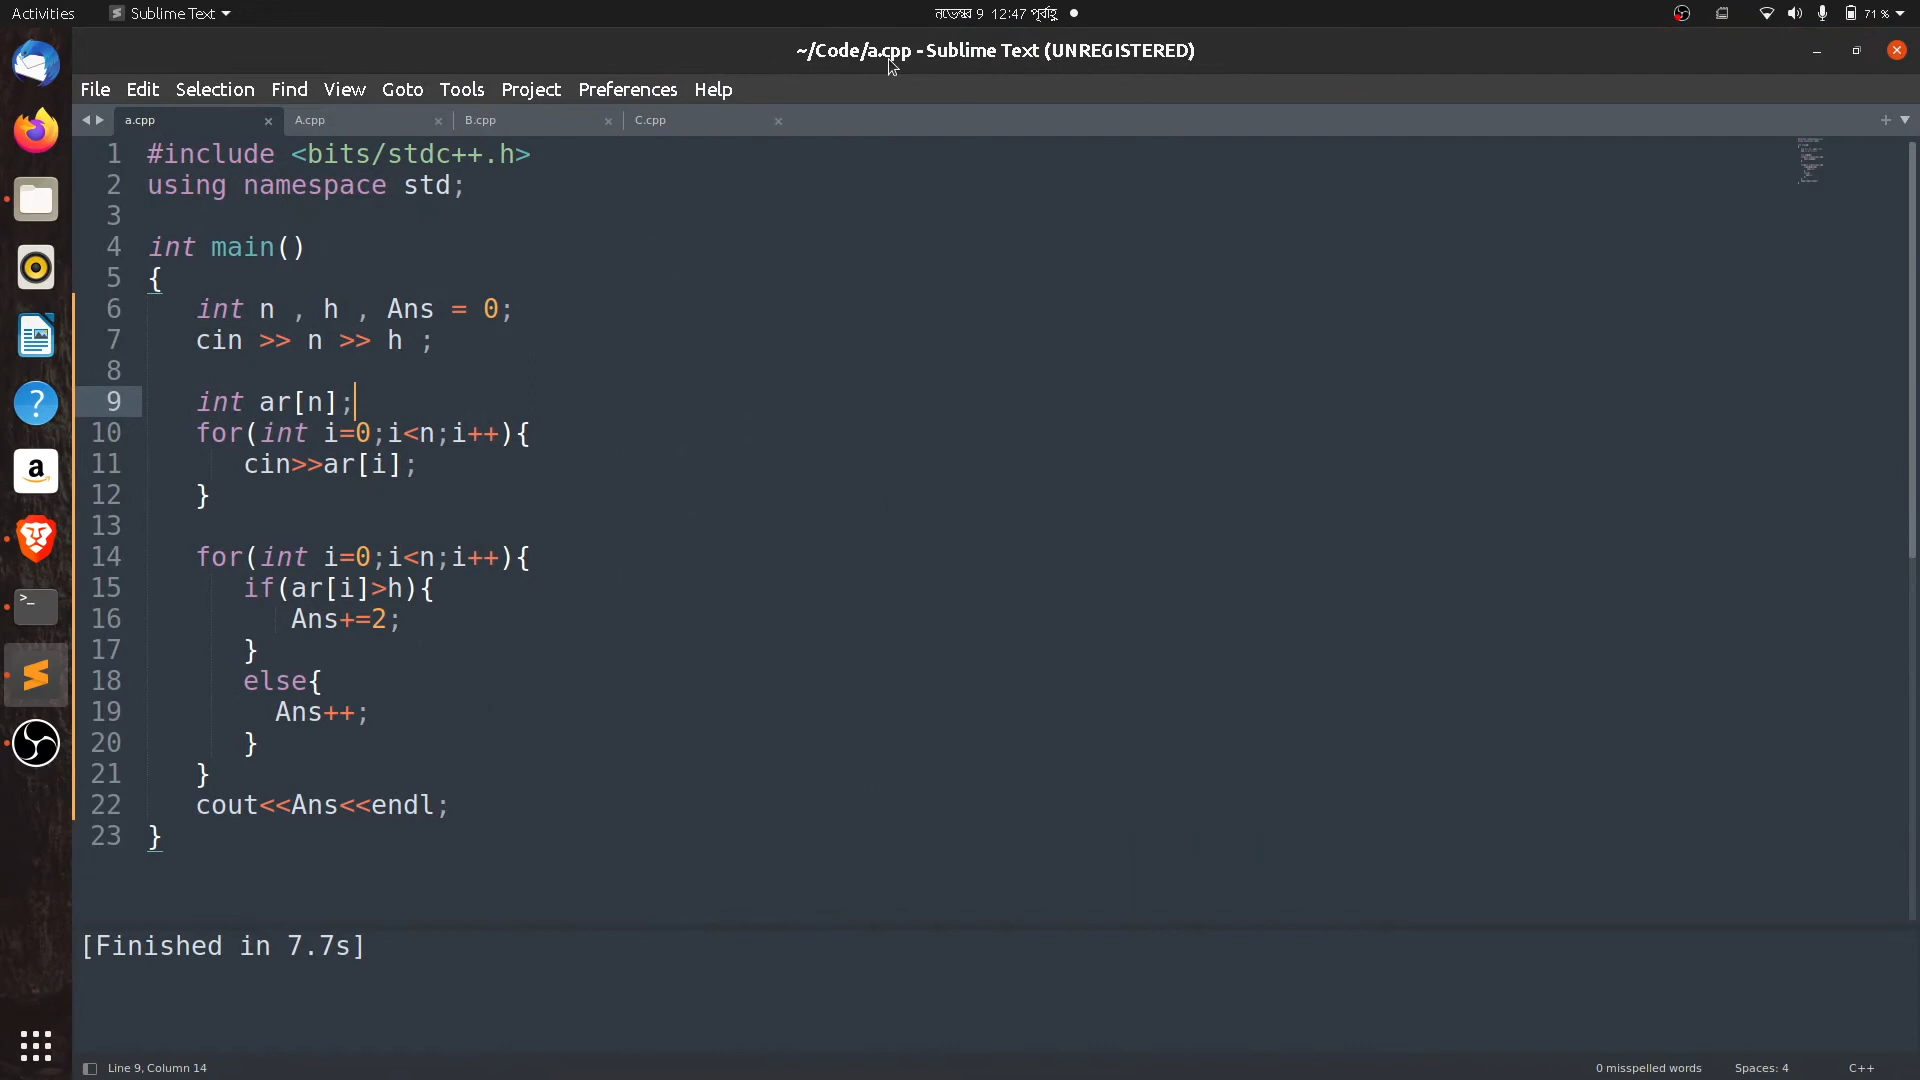 Activities Sublime Text নভেম্বর 9 12:47 পূর্বাহ্ণ 71 %
~/Code/a.cpp - Sublime Text (UNREGISTERED)
File Edit Selection Find View Goto Tools Project Preferences Help
a.cpp A.cpp B.cpp C.cpp
1 #include <bits/stdc++.h>
2 using namespace std;
3
4 int main()
5 {
6 int n , h , Ans = 0;
7 cin >> n >> h ;
8
9 int ar[n];
10 for(int i=0;i<n;i++){
11 cin>>ar[i];
12 }
13
14 for(int i=0;i<n;i++){
15 if(ar[i]>h){
16 Ans+=2;
17 }
18 else{
19 Ans++;
20 }
21 }
22 cout<<Ans<<endl;
23 }
[Finished in 7.7s]
Line 9, Column 14 0 misspelled words Spaces: 4 C++